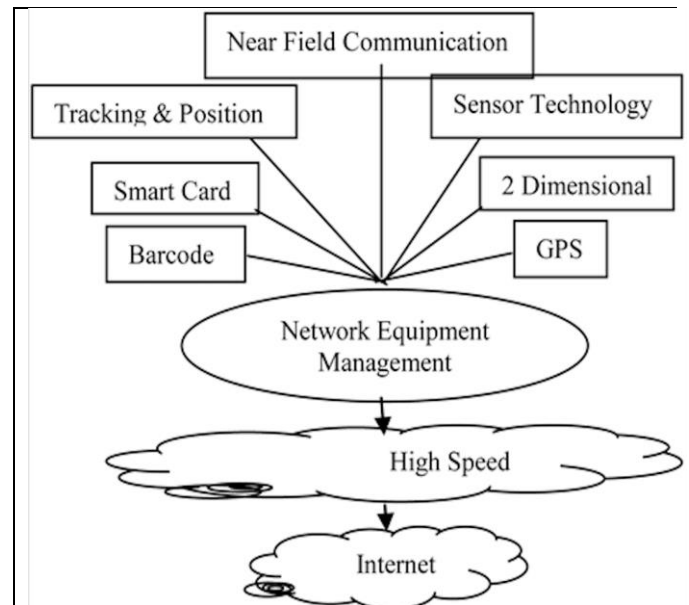 Near Field Communication
Tracking & Position
Sensor Technology
Smart Card
2 Dimensional
Barcode
GPS
Network Equipment
Management
High Speed
Internet